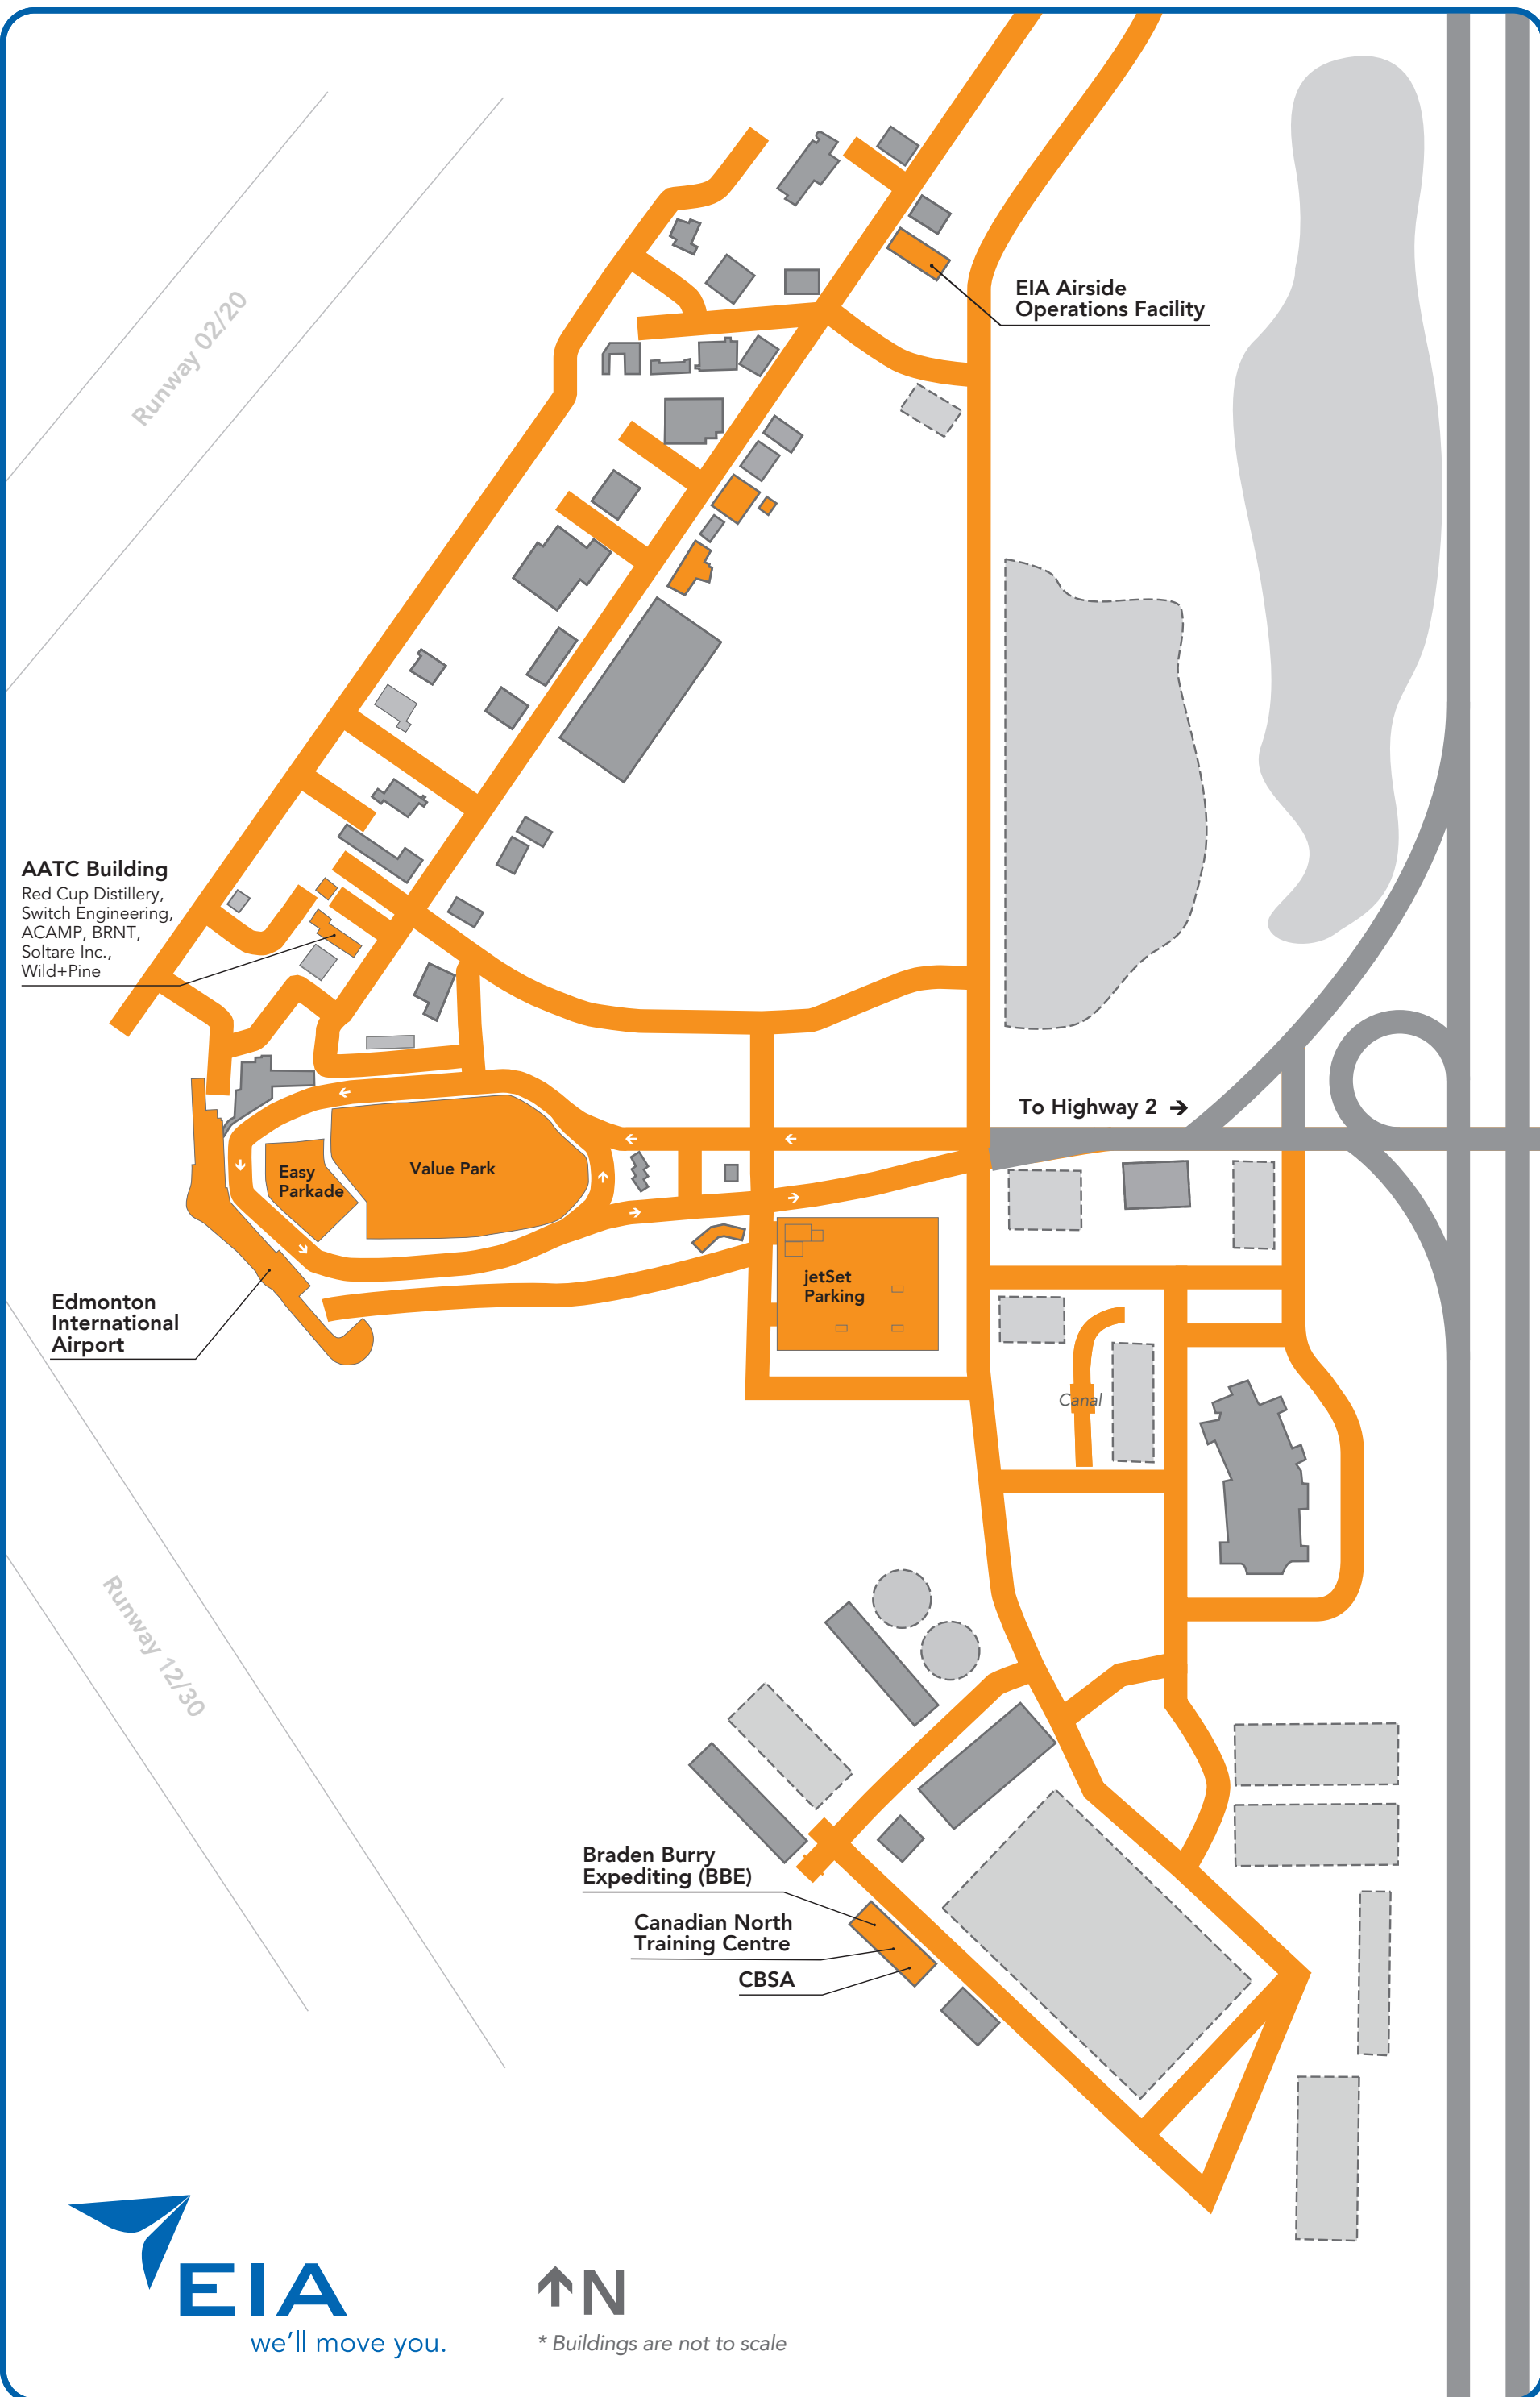 Runway 02/20
EIA Airside
Operations Facility
AATC Building
Red Cup Distillery,
Switch Engineering,
ACAMP, BRNT,
Soltare Inc.,
Wild+Pine
To Highway 2 →
Easy
Parkade
Value Park
jetSet
Parking
Edmonton
International
Airport
Canal
Runway 12/30
Braden Burry
Expediting (BBE)
Canadian North
Training Centre
CBSA
EIA
we'll move you.
N
* Buildings are not to scale